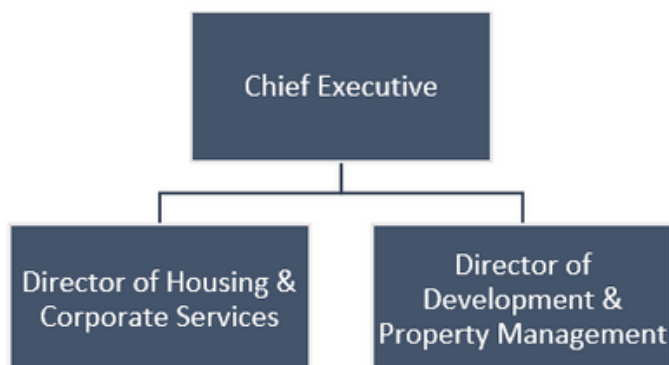 Chief Executive
Director of Housing &
Corporate Services
Director of
Development &
Property Management